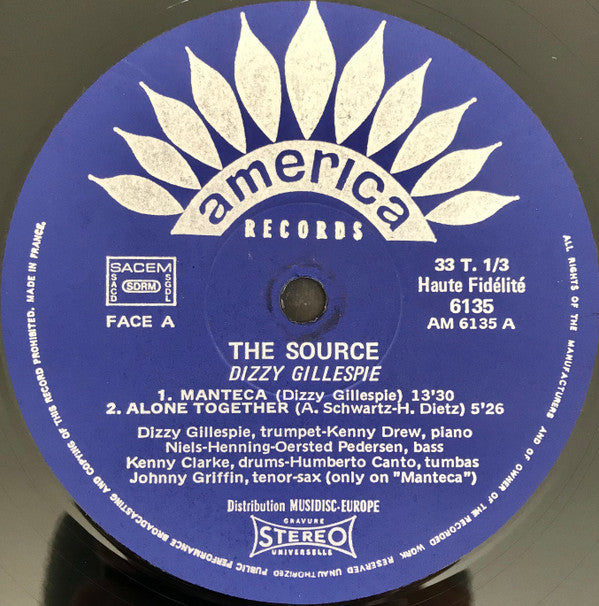 america
RECORDS
SACEM
SACD
SDRM
SGDL
FACE A
33 T. 1/3
Haute Fidélité
6135
AM 6135 A
THE SOURCE
DIZZY GILLESPIE
1. MANTECA (Dizzy Gillespie) 13'30
2. ALONE TOGETHER (A. Schwartz-H. Dietz) 5'26
Dizzy Gillespie, trumpet-Kenny Drew, piano
Niels-Henning-Oersted Pedersen, bass
Kenny Clarke, drums-Humberto Canto, tumbas
Johnny Griffin, tenor-sax (only on "Manteca")
Distribution MUSIDISC-EUROPE
GRAVURE
STEREO
UNIVERSELLE
ALL RIGHTS OF THE MANUFACTURERS AND OF OWNER OF THE RECORDED WORK RESERVED UNAUTHORIZED PUBLIC PERFORMANCE BROADCASTING AND COPYING OF THIS RECORD PROHIBITED. MADE IN FRANCE.